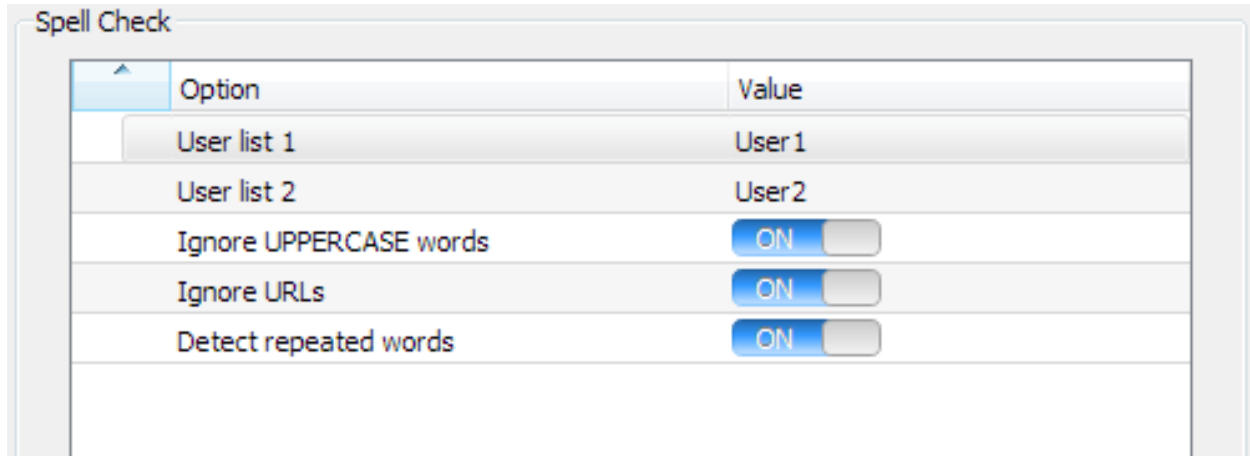 Spell Check
Option Value
User list 1 User1
User list 2 User2
Ignore UPPERCASE words ON
Ignore URLs ON
Detect repeated words ON